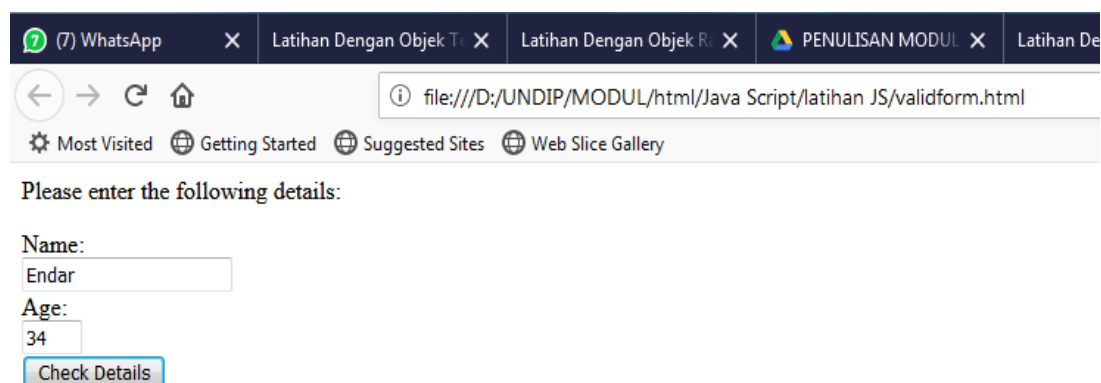 (7) WhatsApp Latihan Dengan Objek Te Latihan Dengan Objek Ra PENULISAN MODUL Latihan De
file:///D:/UNDIP/MODUL/html/Java Script/latihan JS/validform.html
Most Visited Getting Started Suggested Sites Web Slice Gallery
Please enter the following details:
Name:
Endar
Age:
34
Check Details